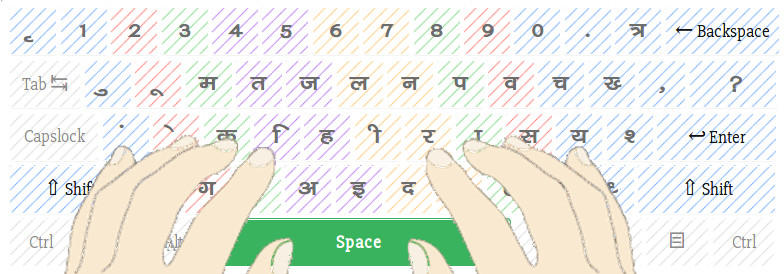 1 2 3 4 5 6 7 8 9 0 . त्र ← Backspace
Tab ु ू म त ज ल न प व च ख् , ?
Capslock ं े क ि ह ी र ा स य श् ↵ Enter
⇧ Shift ग अ इ द ⇧ Shift
Ctrl Alt Space Ctrl